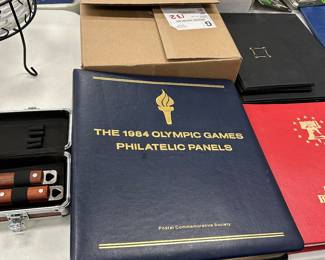 THE 1984 OLYMPIC GAMES
PHILATELIC PANELS
Postal Commemorative Society